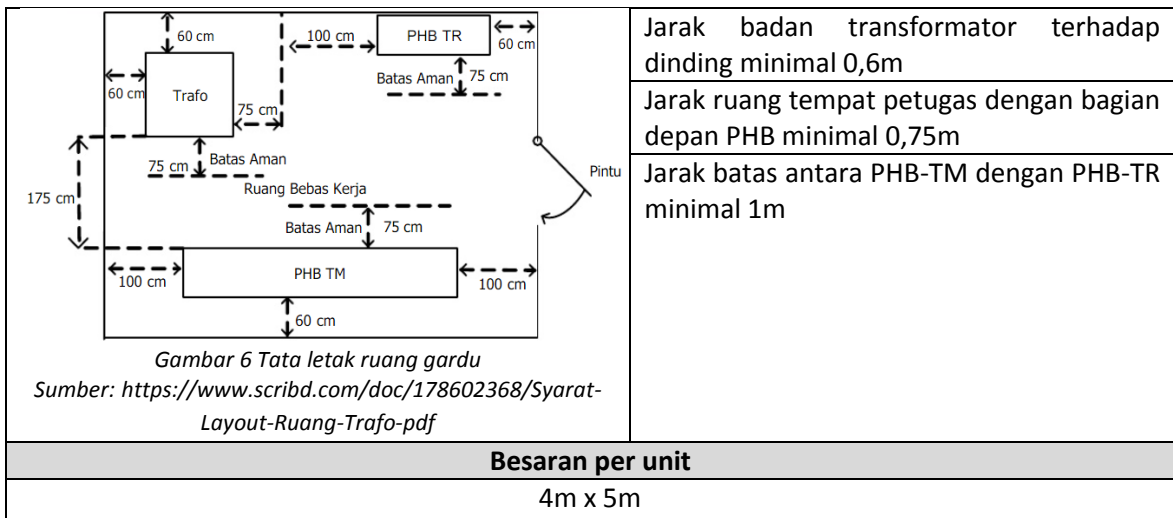 60 cm
100 cm
PHB TR
60 cm
Batas Aman
75 cm
60 cm
Trafo
75 cm
75 cm
Batas Aman
Ruang Bebas Kerja
Pintu
175 cm
Batas Aman
75 cm
PHB TM
100 cm
100 cm
60 cm
Gambar 6 Tata letak ruang gardu
Sumber: https://www.scribd.com/doc/178602368/Syarat-
Layout-Ruang-Trafo-pdf
Jarak badan transformator terhadap
dinding minimal 0,6m
Jarak ruang tempat petugas dengan bagian
depan PHB minimal 0,75m
Jarak batas antara PHB-TM dengan PHB-TR
minimal 1m
Besaran per unit
4m x 5m